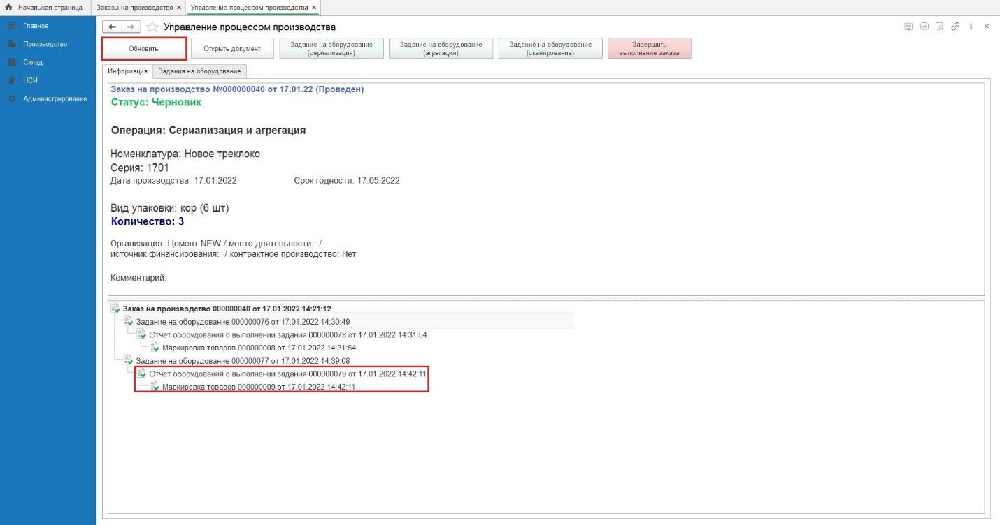 Начальная страница
Заказы на производство ×
Управление процессом производства ×
Главное
Производство
Склад
НСИ
Администрирование
Управление процессом производства
Обновить
Открыть документ
Задание на оборудование
(сериализация)
Задание на оборудование
(агрегация)
Задание на оборудование
(сканирование)
Завершить
выполнение заказа
Информация
Задания на оборудование
Заказ на производство №000000040 от 17.01.22 (Проведен)
Статус: Черновик
Операция: Сериализация и агрегация
Номенклатура: Новое треклоко
Серия: 1701
Дата производства: 17.01.2022 Срок годности: 17.05.2022
Вид упаковки: кор (6 шт)
Количество: 3
Организация: Цемент NEW / место деятельности: /
источник финансирования: / контрактное производство: Нет
Комментарий:
Заказ на производство 000000040 от 17.01.2022 14:21:12
Задание на оборудование 000000076 от 17.01.2022 14:30:49
Отчет оборудования о выполнении задания 000000078 от 17.01.2022 14:31:54
Маркировка товаров 000000008 от 17.01.2022 14:31:54
Задание на оборудование 000000077 от 17.01.2022 14:39:08
Отчет оборудования о выполнении задания 000000079 от 17.01.2022 14:42:11
Маркировка товаров 000000009 от 17.01.2022 14:42:11